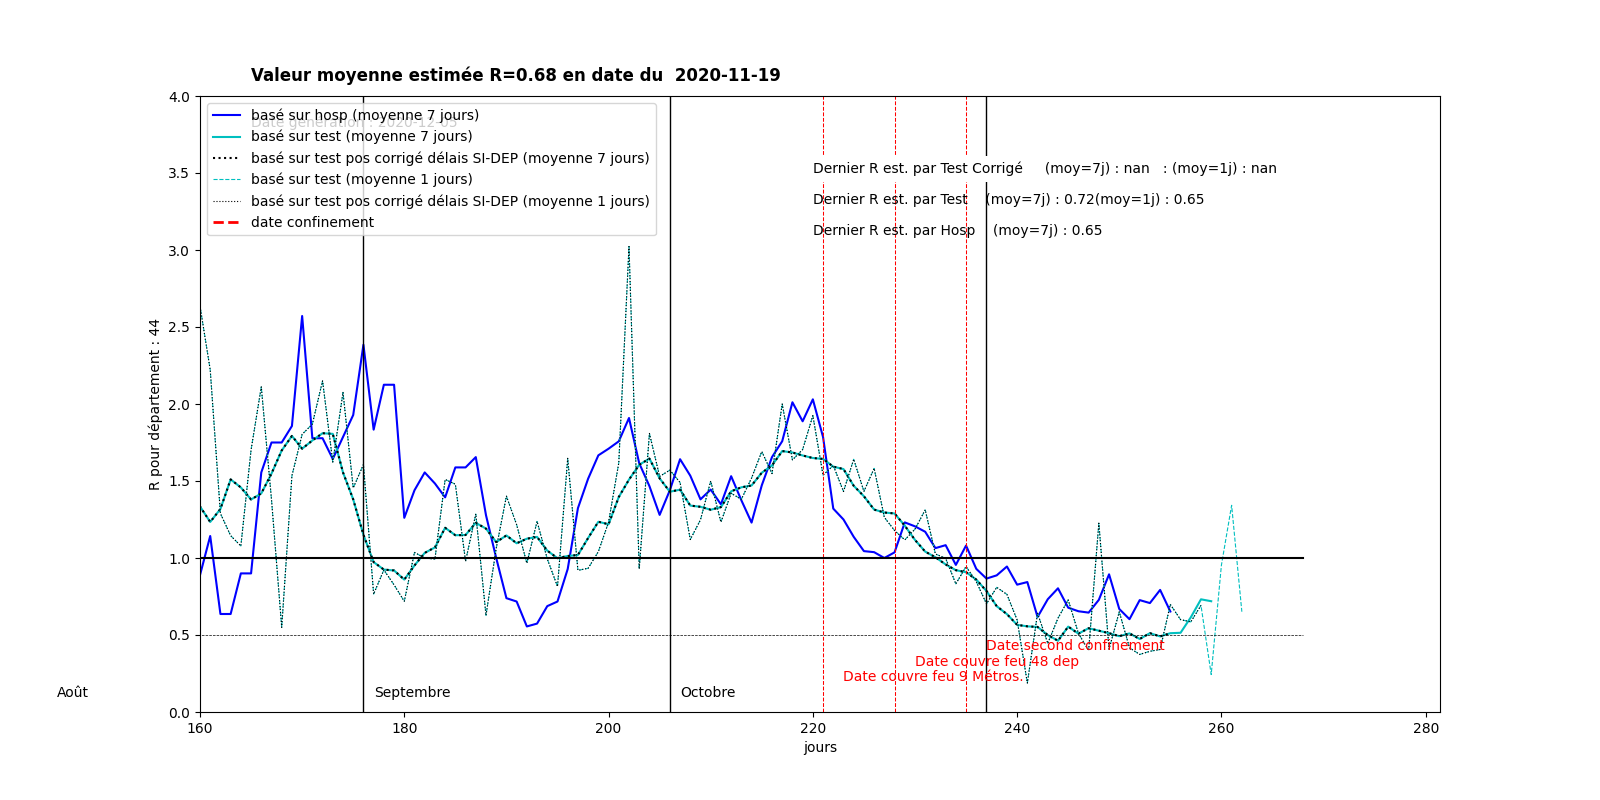 Valeur moyenne estimée R=0.68 en date du  2020-11-19
Date génération : 2020-12-05
basé sur hosp (moyenne 7 jours)
basé sur test (moyenne 7 jours)
basé sur test pos corrigé délais SI-DEP (moyenne 7 jours)
basé sur test (moyenne 1 jours)
basé sur test pos corrigé délais SI-DEP (moyenne 1 jours)
date confinement
Dernier R est. par Test Corrigé     (moy=7j) : nan   : (moy=1j) : nan
Dernier R est. par Test    (moy=7j) : 0.72(moy=1j) : 0.65
Dernier R est. par Hosp    (moy=7j) : 0.65
4.0
3.5
3.0
2.5
2.0
1.5
1.0
0.5
0.0
R pour département : 44
Date second confinement
Date couvre feu 48 dep
Date couvre feu 9 Métros.
Août
Septembre
Octobre
160
180
200
220
240
260
280
jours